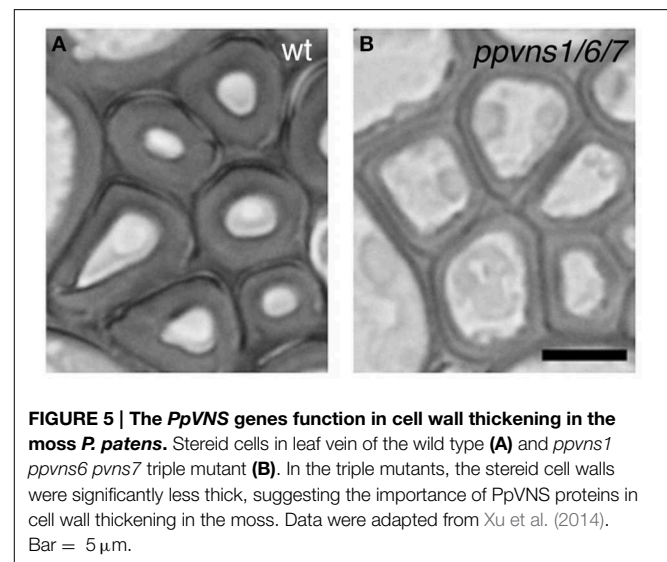 A
wt
B
ppvns1/6/7
FIGURE 5 | The PpVNS genes function in cell wall thickening in the
moss P. patens. Stereid cells in leaf vein of the wild type (A) and ppvns1
ppvns6 pvns7 triple mutant (B). In the triple mutants, the stereid cell walls
were significantly less thick, suggesting the importance of PpVNS proteins in
cell wall thickening in the moss. Data were adapted from Xu et al. (2014).
Bar = 5 μm.